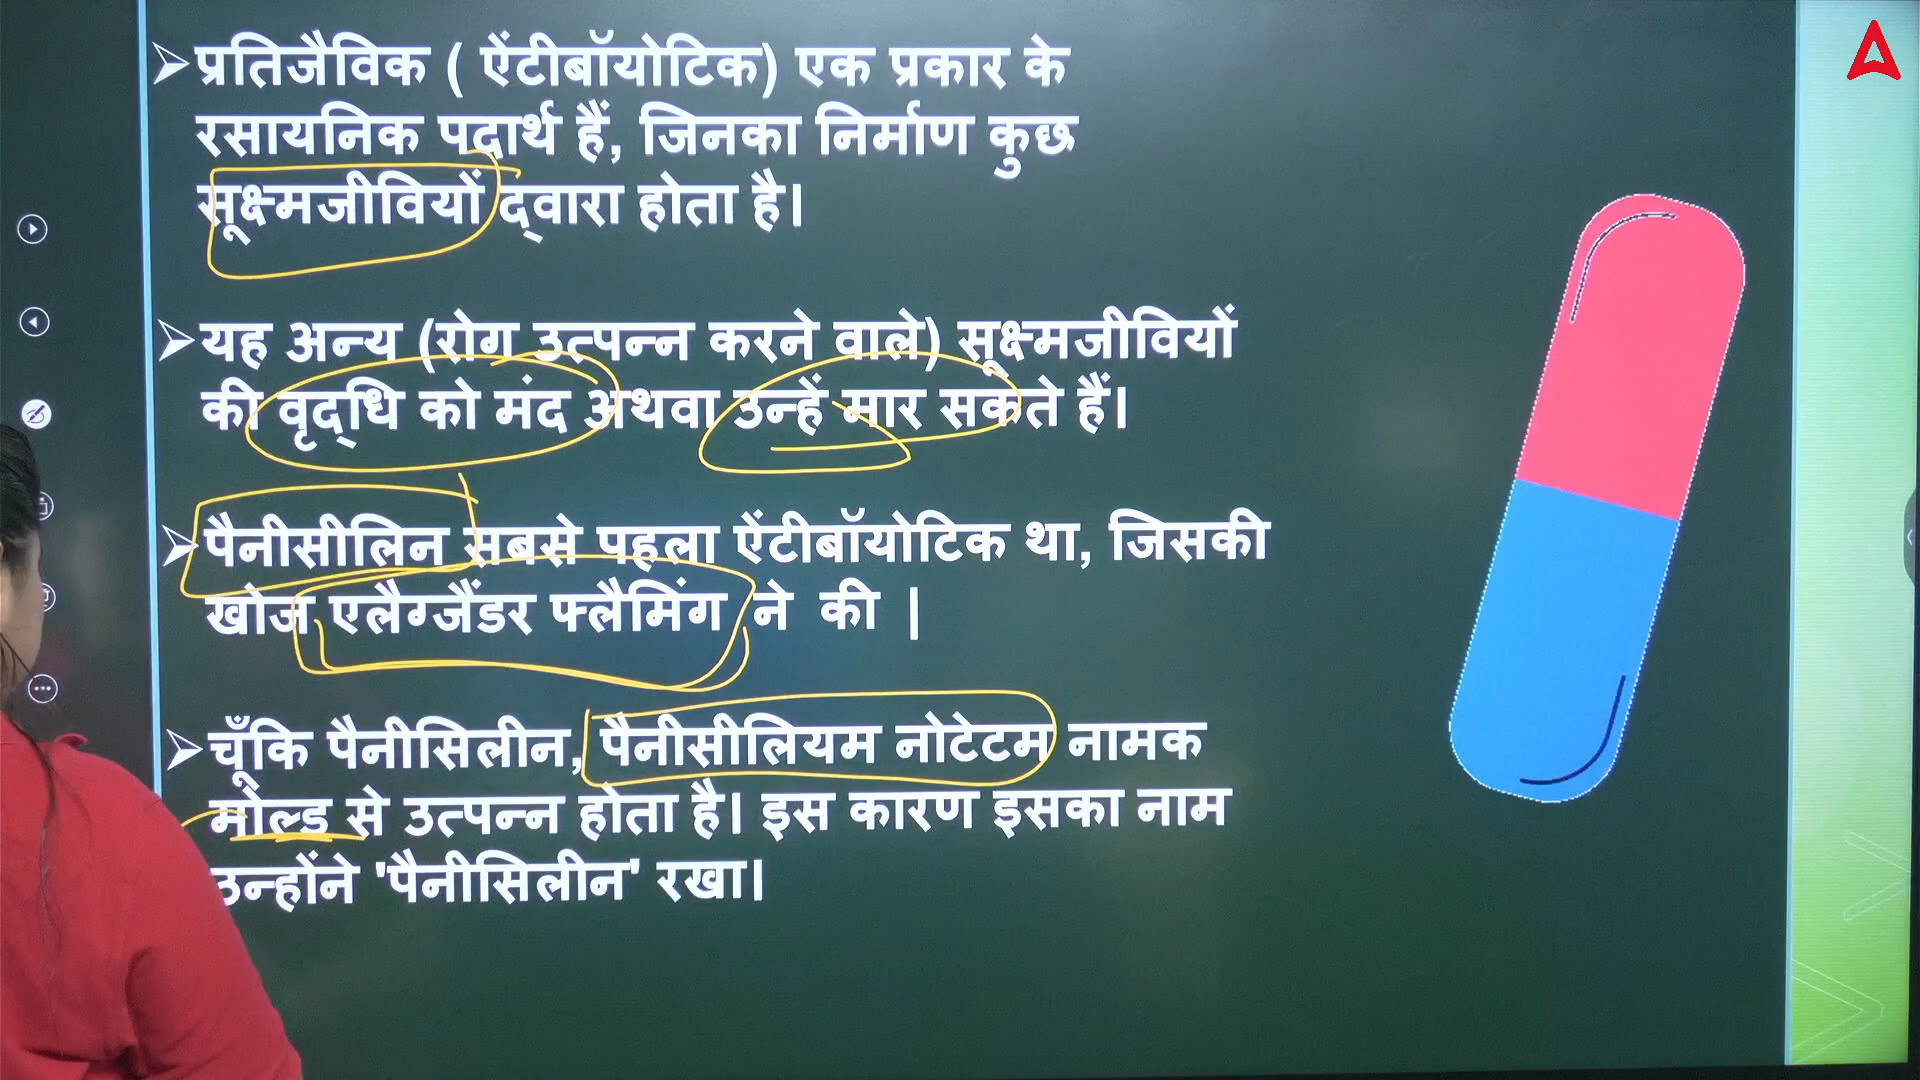 प्रतिजैविक ( ऐंटीबॉयोटिक) एक प्रकार के
रसायनिक पदार्थ हैं, जिनका निर्माण कुछ
सूक्ष्मजीवियों द्वारा होता है।
यह अन्य (रोग उत्पन्न करने वाले) सूक्ष्मजीवियों
की वृद्धि को मंद अथवा उन्हें मार सकते हैं।
पैनीसीलिन सबसे पहला ऐंटीबॉयोटिक था, जिसकी
खोज एलैग्जैंडर फ्लैमिंग ने की |
चूँकि पैनीसिलीन, पैनीसीलियम नोटेटम नामक
मोल्ड से उत्पन्न होता है। इस कारण इसका नाम
उन्होंने 'पैनीसिलीन' रखा।